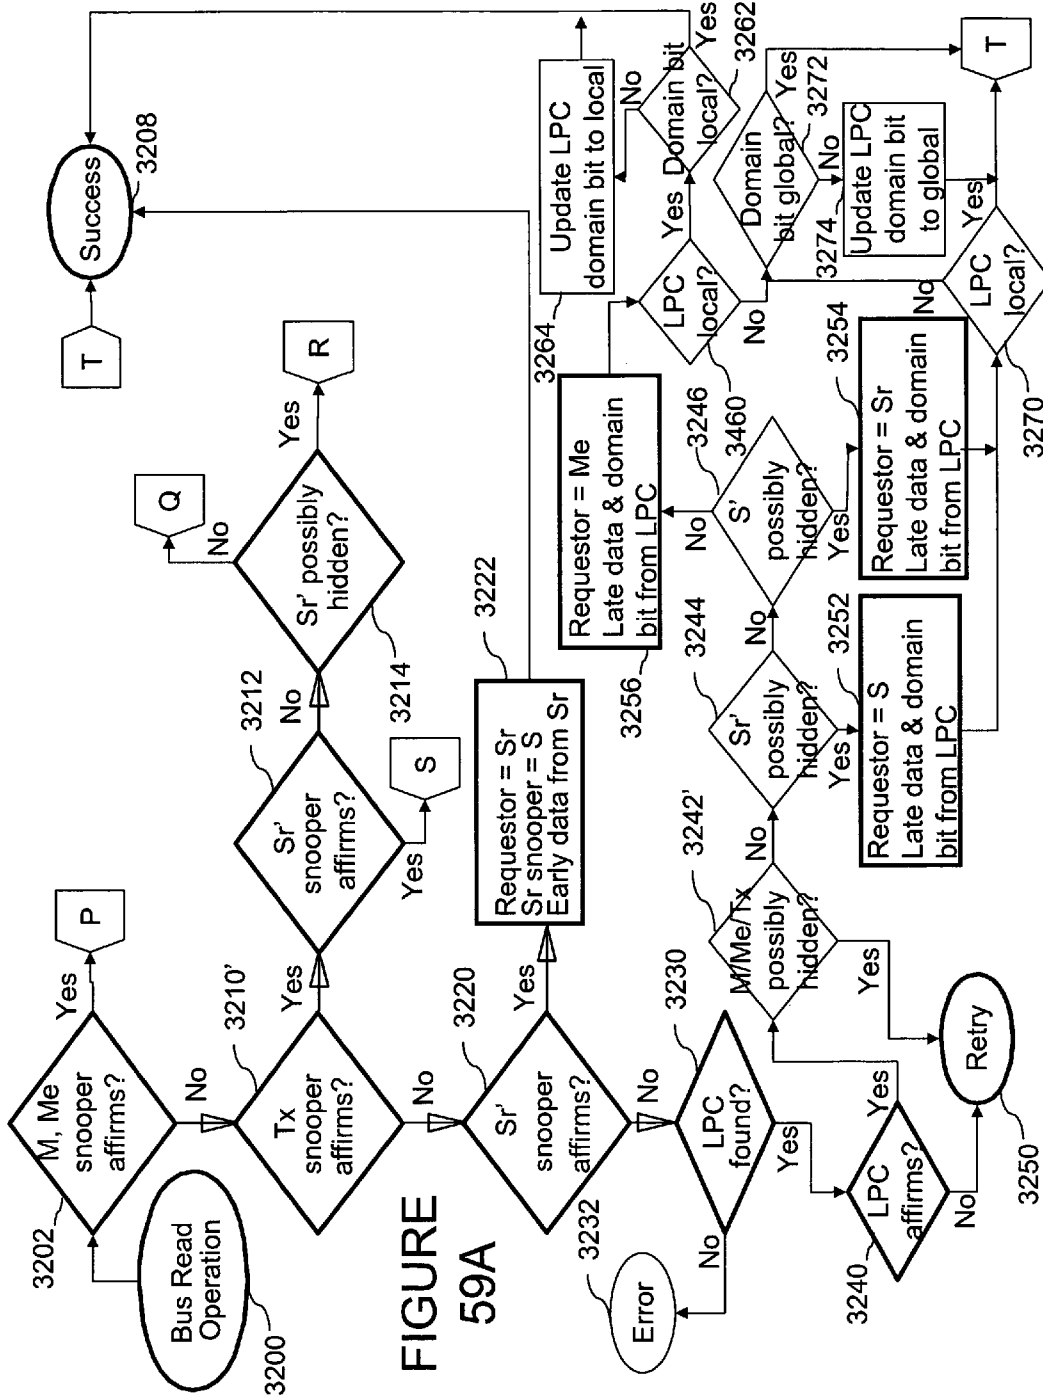 Bus Read
Operation
3200
M, Me
snooper
affirms?
3202
Yes
P
No
Tx
snooper
affirms?
3210'
Yes
No
Sr'
snooper
affirms?
3212
Yes
S
No
Sr' possibly
hidden?
3214
No
Q
Yes
R
T
Success
3208
Sr'
snooper
affirms?
3220
Yes
Requestor = Sr
Sr snooper = S
Early data from Sr
3222
No
LPC
found?
3230
No
Error
3232
Yes
LPC
affirms?
3240
No
Retry
3250
Yes
M/Me/Tx
possibly
hidden?
3242'
Yes
No
Sr'
possibly
hidden?
3244
Yes
Requestor = S
Late data & domain
bit from LPC
3252
No
S'
possibly
hidden?
3246
Yes
Requestor = Sr
Late data & domain
bit from LPC
3254
No
Requestor = Me
Late data & domain
bit from LPC
3256
LPC
local?
3460
Yes
No
Domain bit
local?
3262
Yes
No
Update LPC
domain bit to local
3264
LPC
local?
3270
No
Yes
Domain
bit global?
3272
Yes
No
Update LPC
domain bit
to global
3274
T
FIGURE
59A